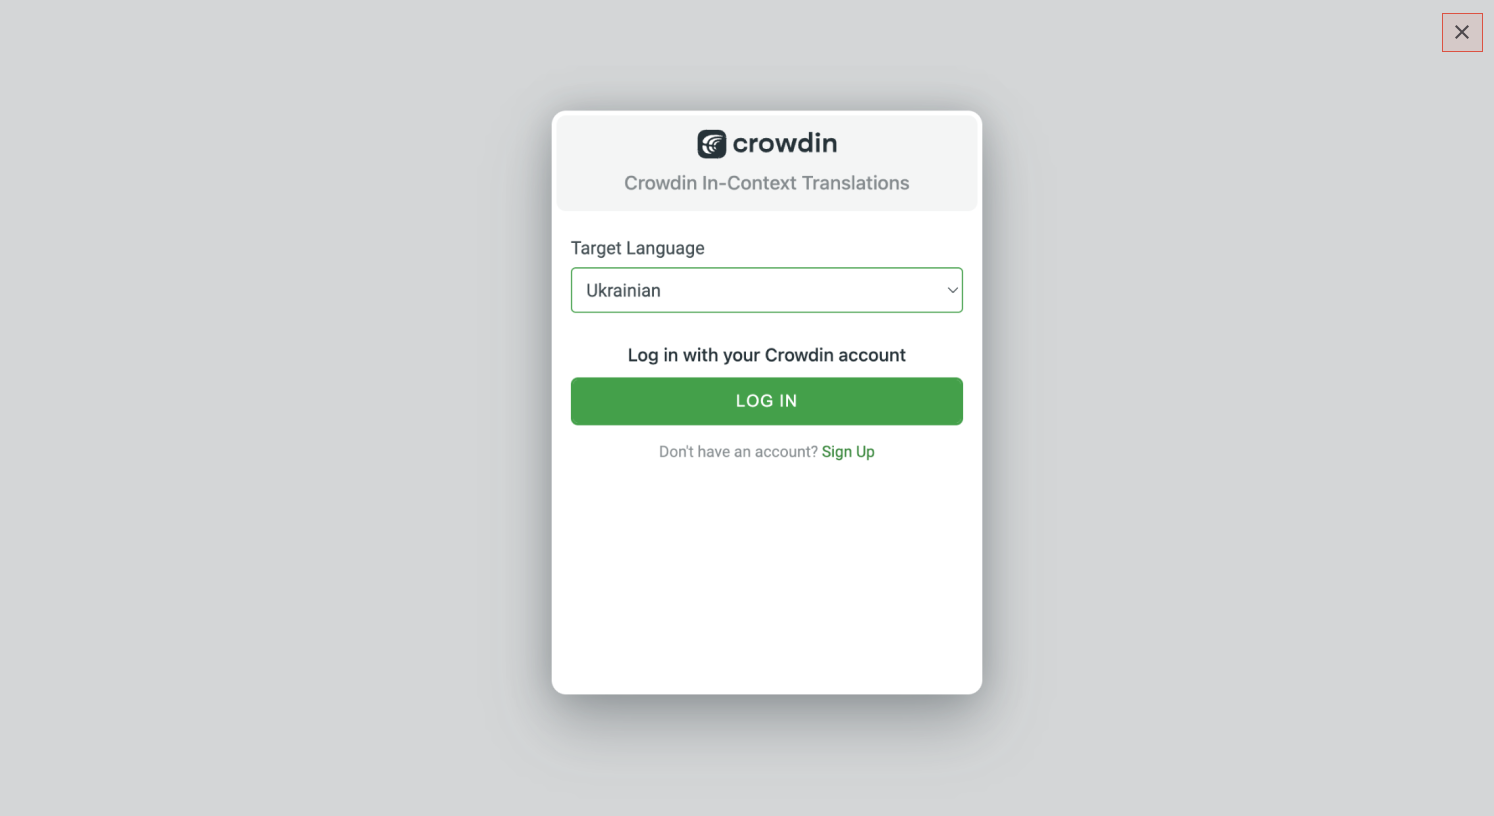 crowdin
Crowdin In-Context Translations
Target Language
Ukrainian
Log in with your Crowdin account
LOG IN
Don't have an account? Sign Up